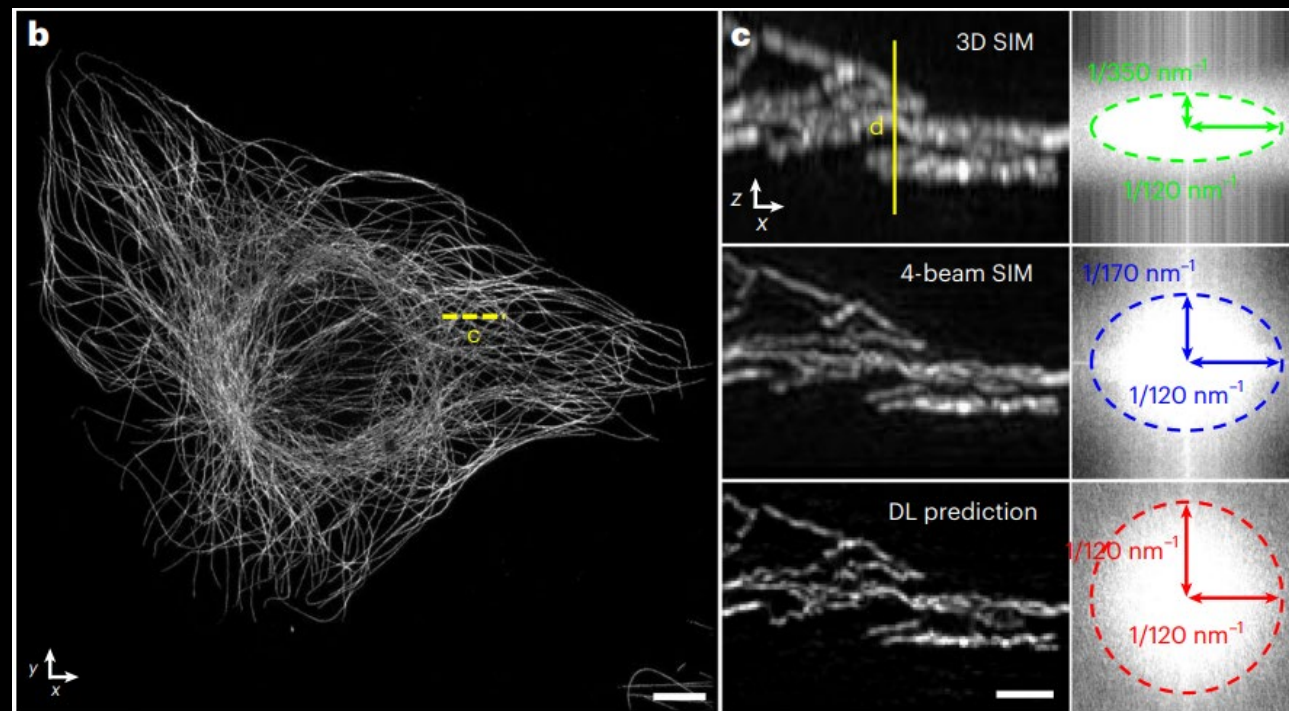 b
c
y
x
c
3D SIM
d
z
x
1/350 nm⁻¹
1/120 nm⁻¹
4-beam SIM
1/170 nm⁻¹
1/120 nm⁻¹
DL prediction
1/120 nm⁻¹
1/120 nm⁻¹